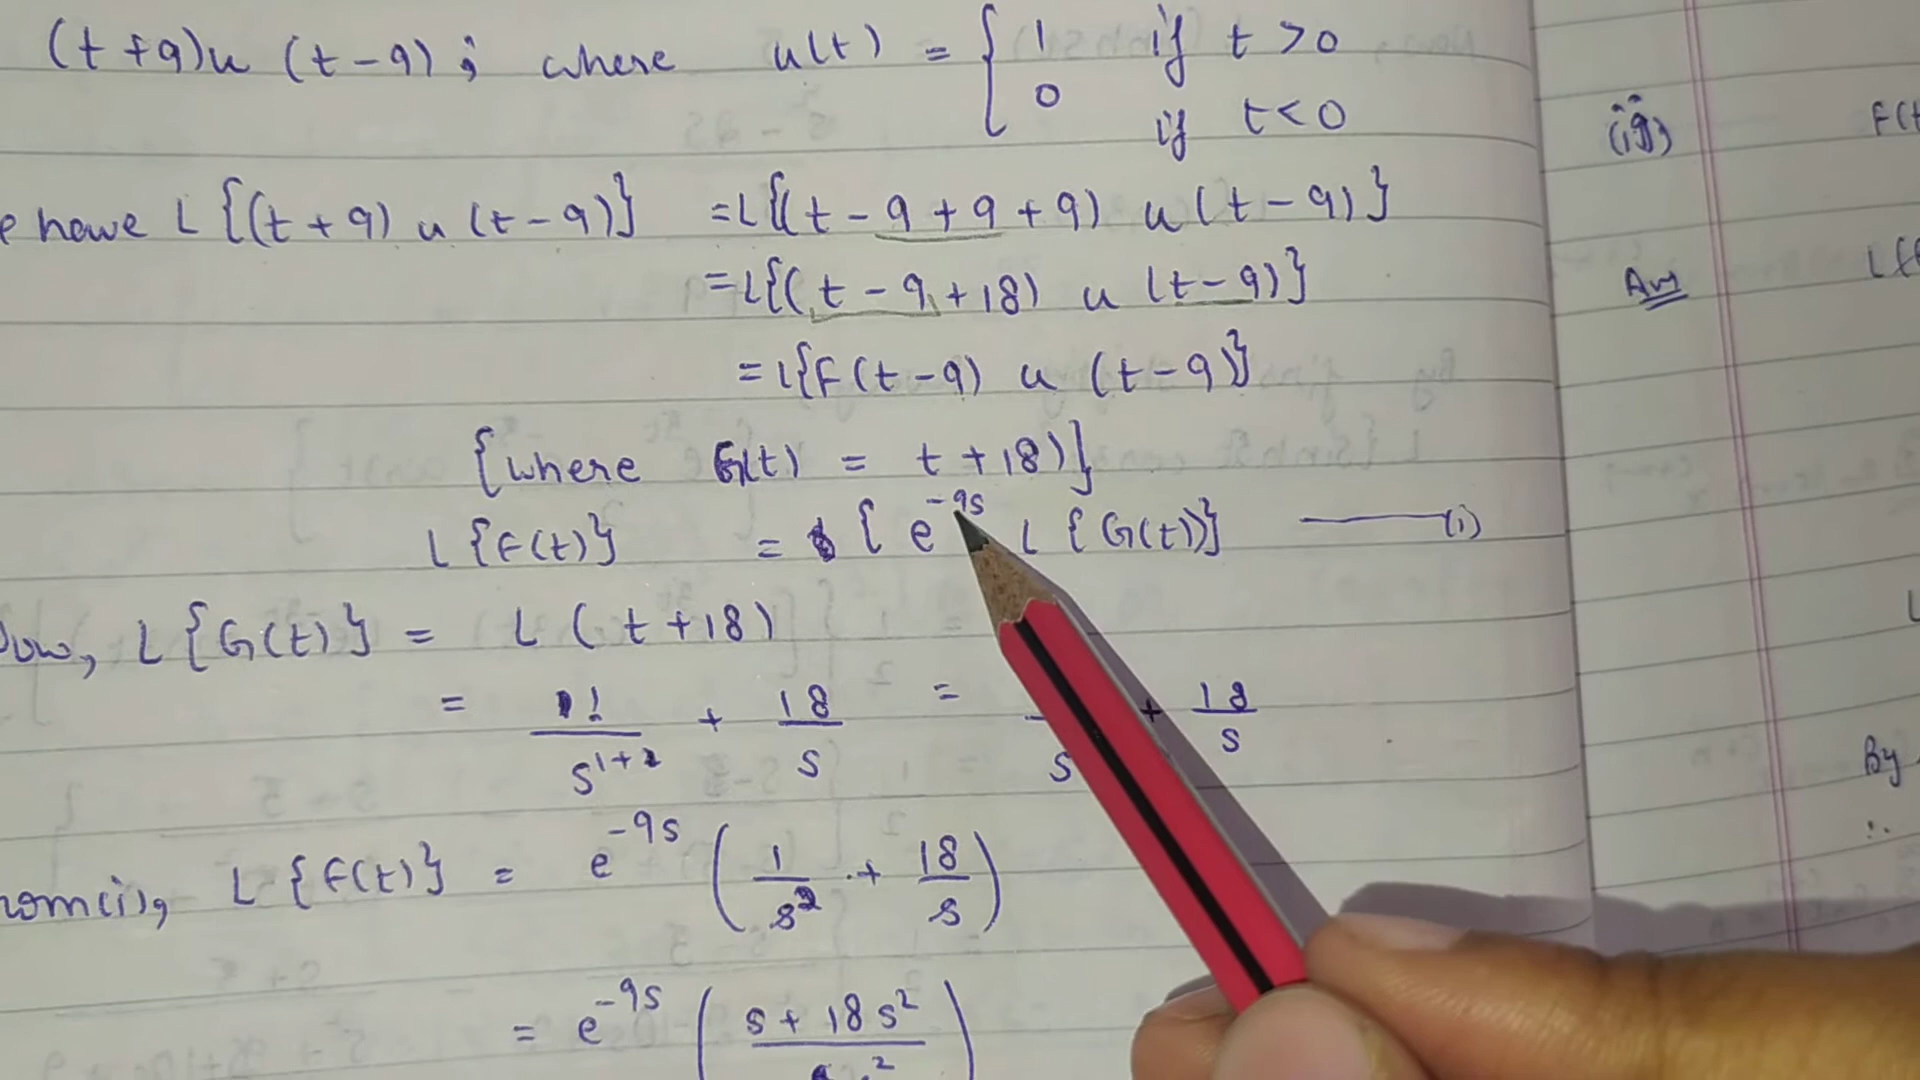 (t+9)u (t-9); where u(t) = { 1 if t>0
0 if t<0
e have L{(t+9) u (t-9)} = L{(t-9+9+9) u (t-9)}
= L{(t-9+18) u (t-9)}
= L{F(t-9) u (t-9)}
{where G(t) = t+18)}
L{F(t)} = { e^-9s L {G(t)} ——— (i)
Now, L{G(t)} = L (t+18)
= 1!/s^1+1 + 18/s = /s + 18/s
rom(i), L{F(t)} = e^-9s (1/s^2 + 18/s)
= e^-9s (s+18s^2/
(ii) F(t
Ans L{
L
By
∴